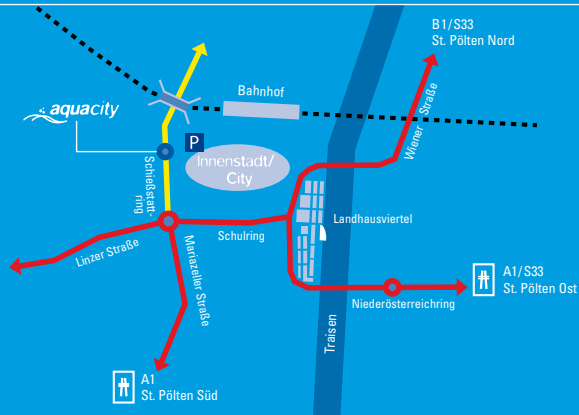 B1/S33
St. Pölten Nord
Bahnhof
Wiener Straße
aquacity
P
Innenstadt/
City
Schießstatt-
ring
Schulring
Landhausviertel
Linzer Straße
Mariazeller Straße
A1/S33
St. Pölten Ost
Niederösterreichring
Traisen
A1
St. Pölten Süd